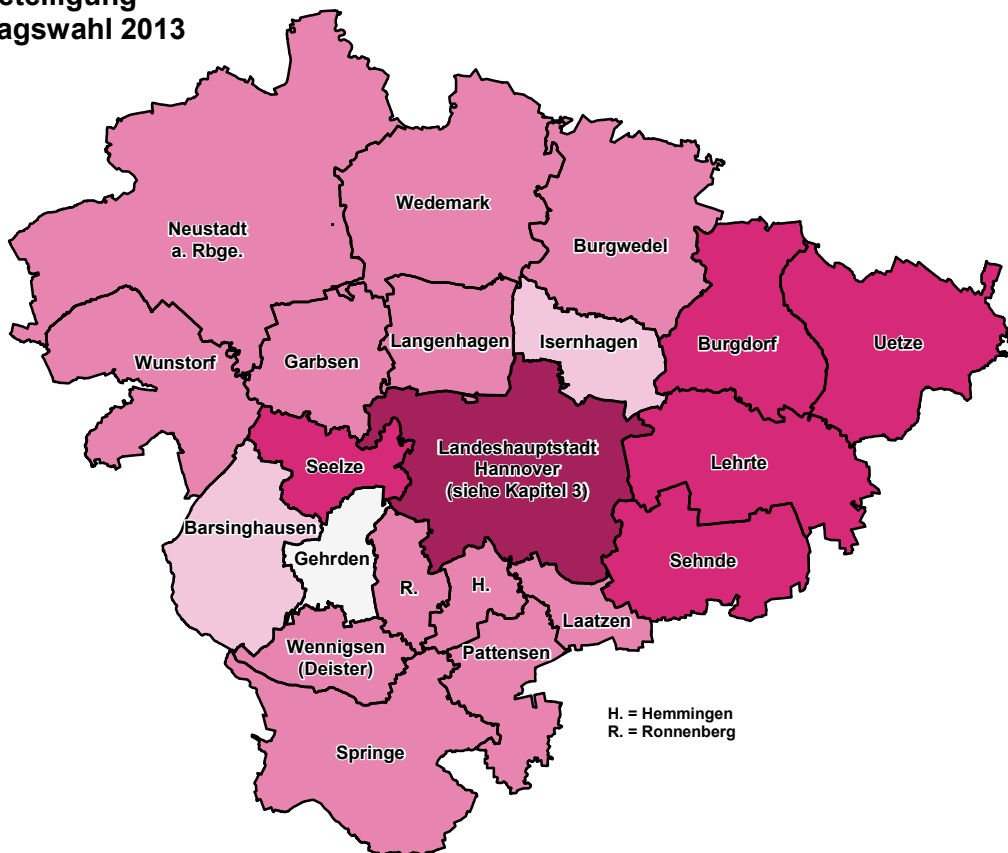 agswahl 2013
Neustadt
a. Rbge.
Wedemark
Burgwedel
Wunstorf
Garbsen
Langenhagen
Isernhagen
Burgdorf
Uetze
Seelze
Landeshauptstadt
Hannover
(siehe Kapitel 3)
Lehrte
Barsinghausen
Gehrden
R.
H.
Sehnde
Laatzen
Wennigsen
(Deister)
Pattensen
Springe
H. = Hemmingen
R. = Ronnenberg